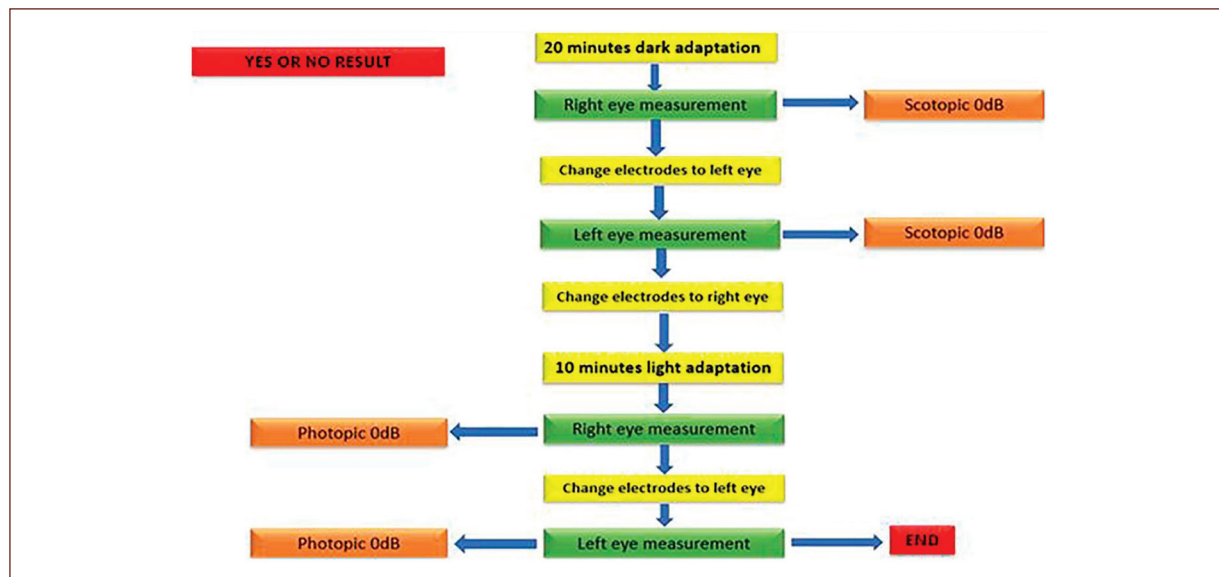 20 minutes dark adaptation
YES OR NO RESULT
Right eye measurement
Scotopic 0dB
Change electrodes to left eye
Left eye measurement
Scotopic 0dB
Change electrodes to right eye
10 minutes light adaptation
Photopic 0dB
Right eye measurement
Change electrodes to left eye
Photopic 0dB
Left eye measurement
END